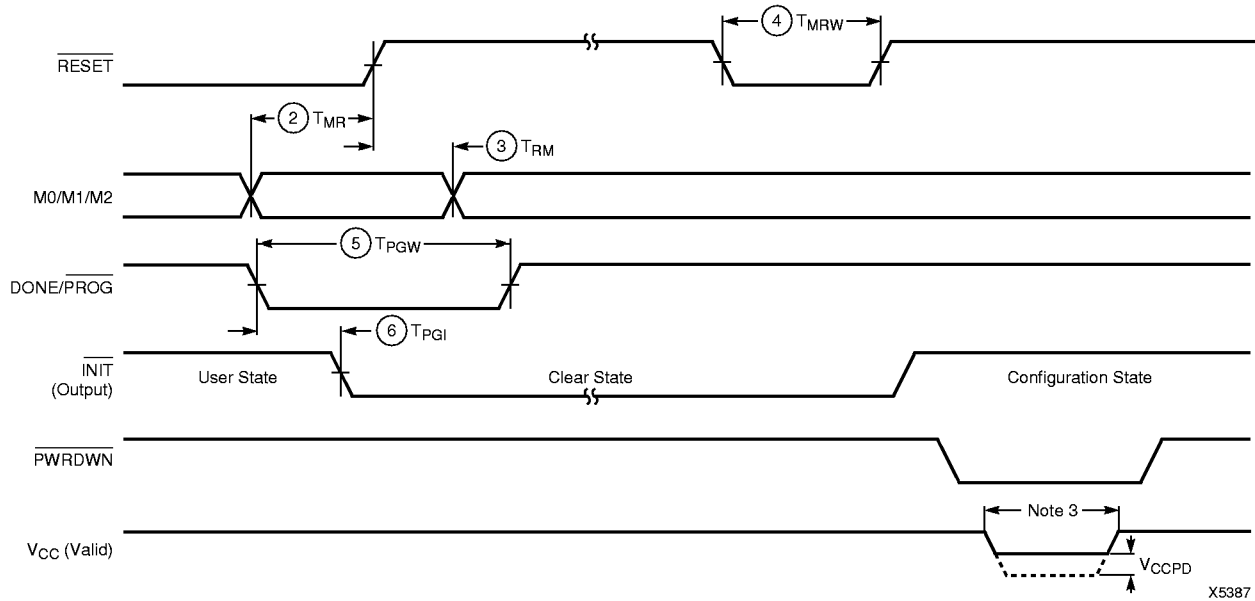 4 TMRW
RESET
2 TMR
3 TRM
M0/M1/M2
5 TPGW
DONE/PROG
6 TPGI
INIT
(Output)
User State
Clear State
Configuration State
PWRDWN
Note 3
VCC (Valid)
VCCPD
X5387